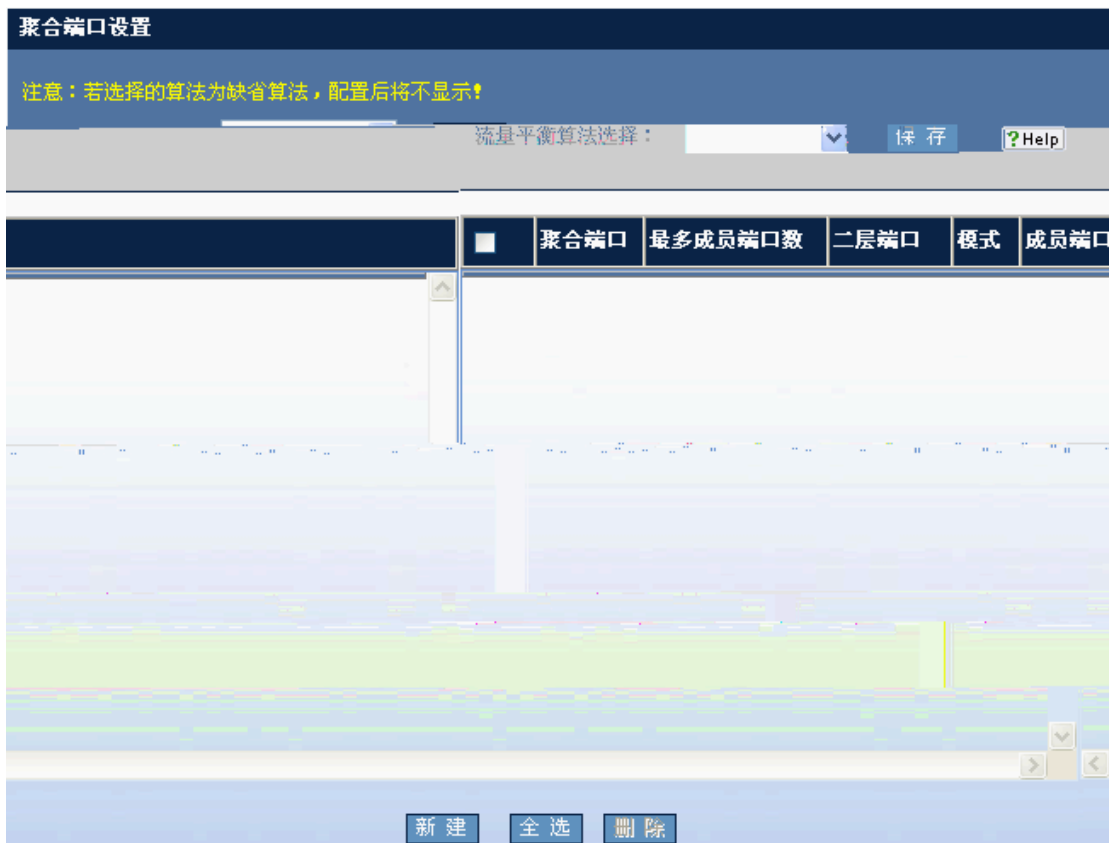 聚合端口设置
注意：若选择的算法为缺省算法，配置后将不显示！
流量平衡算法选择： 保存 ?Help
聚合端口 最多成员端口数 二层端口 模式 成员端口
新建 全选 删除